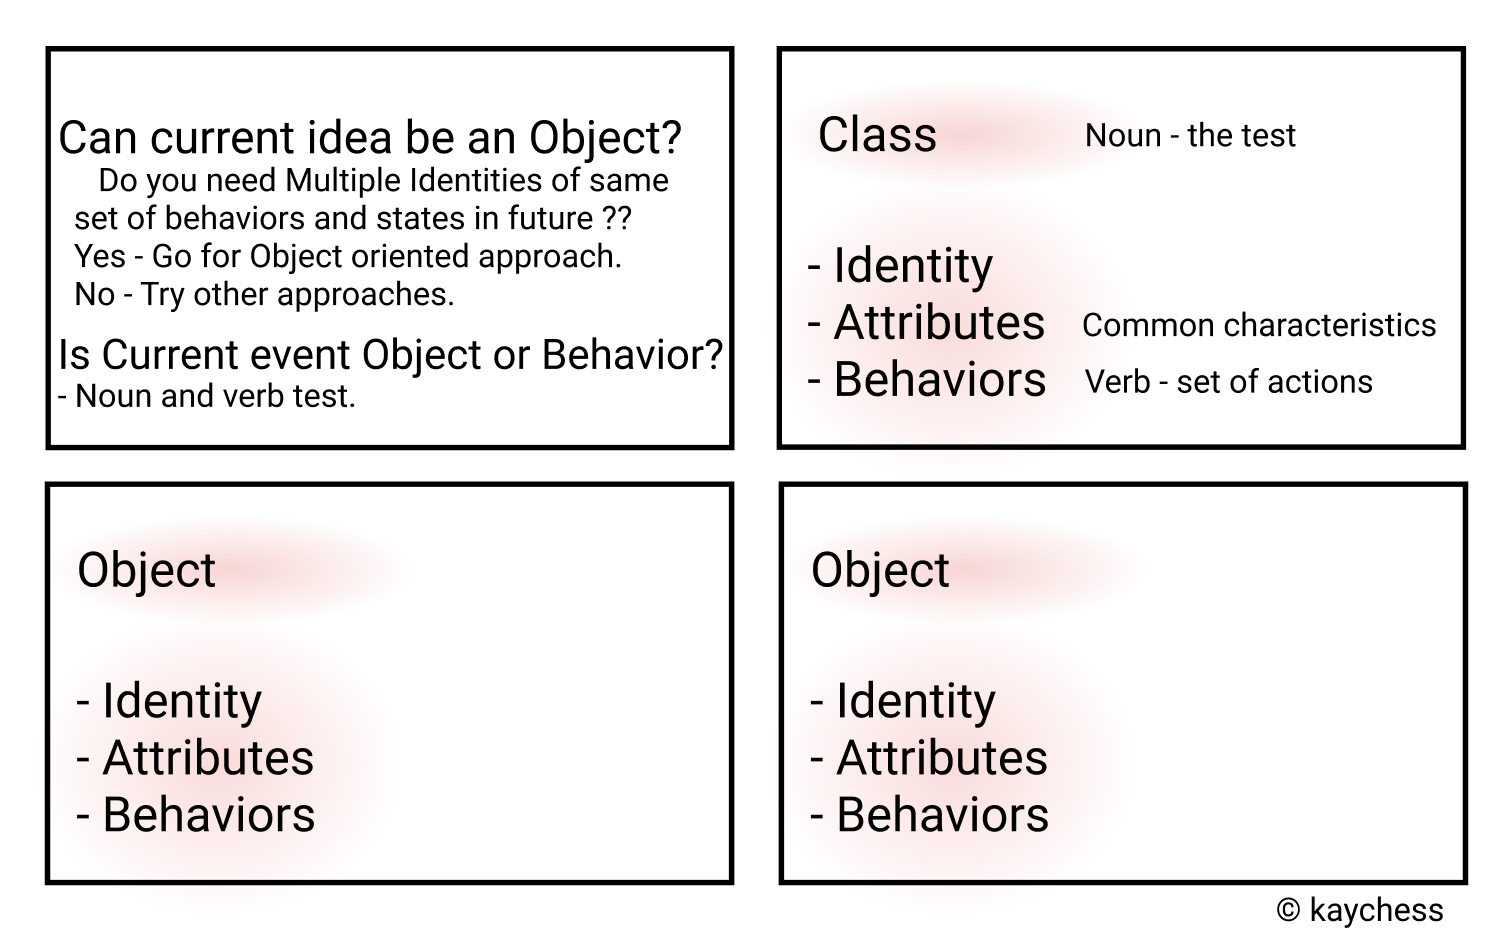 Can current idea be an Object?
Do you need Multiple Identities of same
set of behaviors and states in future ??
Yes - Go for Object oriented approach.
No - Try other approaches.
Is Current event Object or Behavior?
- Noun and verb test.
Class
Noun - the test
- Identity
- Attributes
Common characteristics
- Behaviors
Verb - set of actions
Object
- Identity
- Attributes
- Behaviors
Object
- Identity
- Attributes
- Behaviors
© kaychess